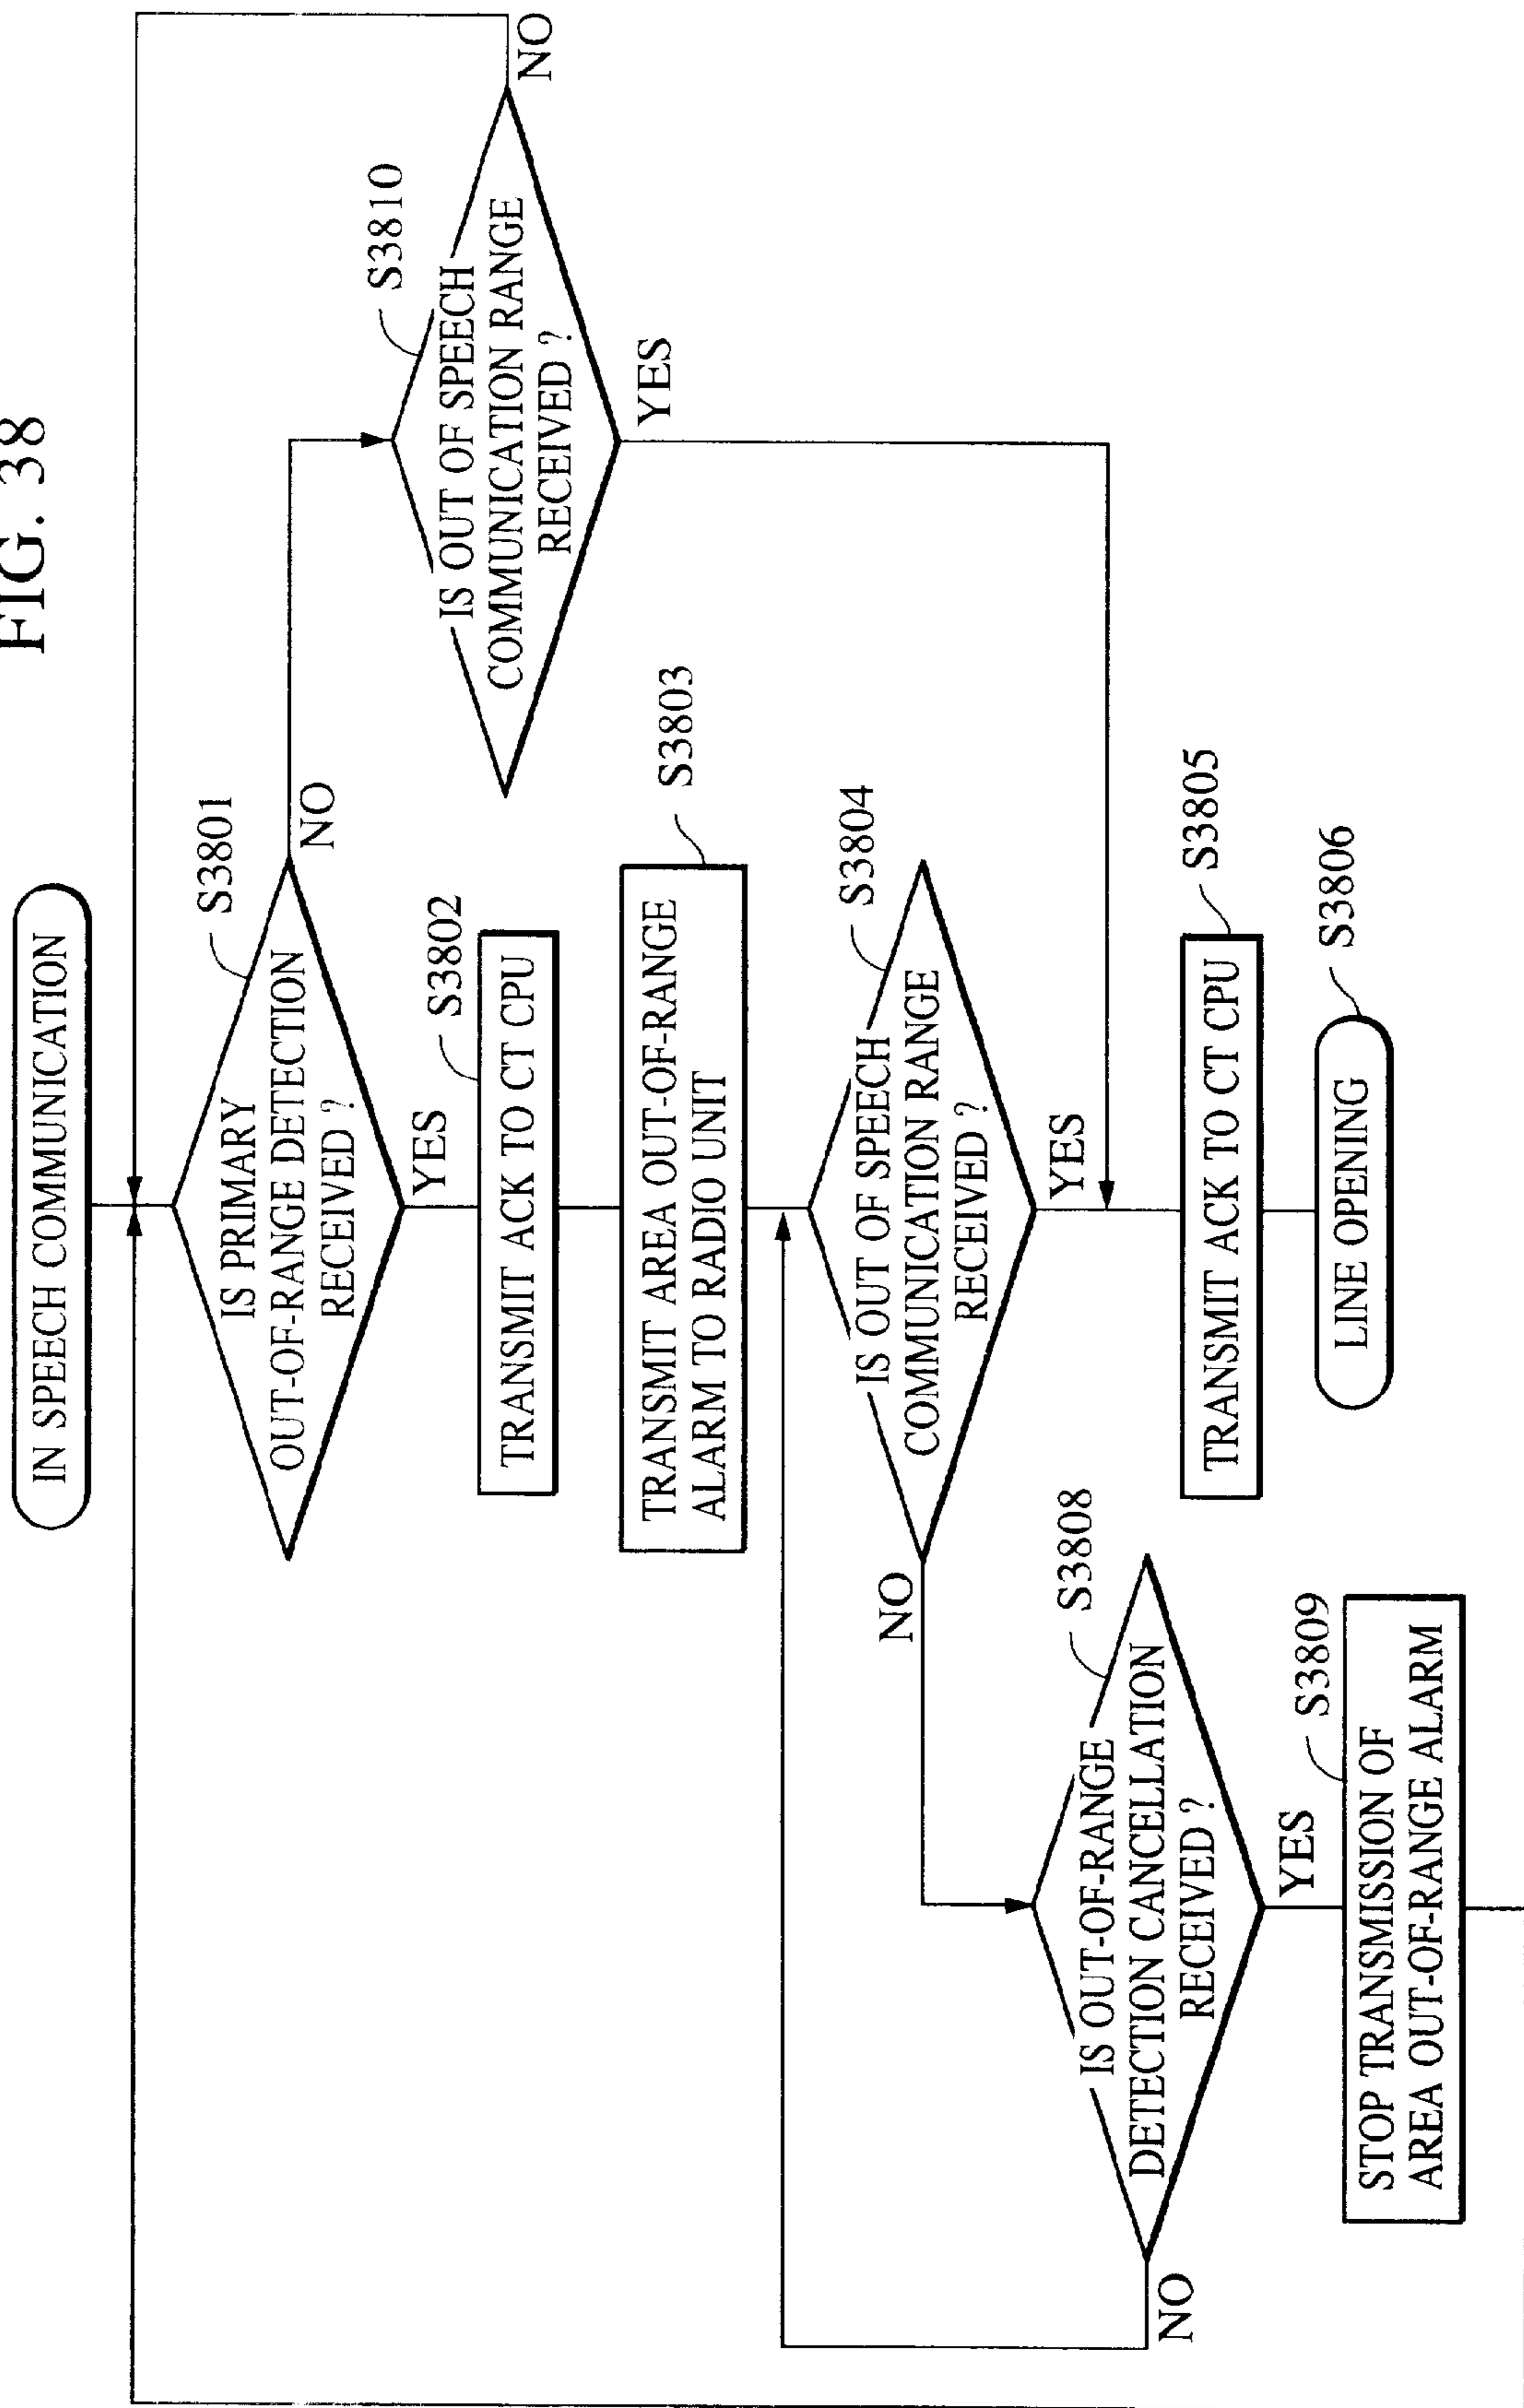 FIG. 38
IN SPEECH COMMUNICATION
S3801
IS PRIMARY
OUT-OF-RANGE DETECTION
RECEIVED ?
NO
YES
S3810
IS OUT OF SPEECH
COMMUNICATION RANGE
RECEIVED ?
NO
YES
S3802
TRANSMIT ACK TO CT CPU
S3803
TRANSMIT AREA OUT-OF-RANGE
ALARM TO RADIO UNIT
S3804
IS OUT OF SPEECH
COMMUNICATION RANGE
RECEIVED ?
NO
YES
S3808
IS OUT-OF-RANGE
DETECTION CANCELLATION
RECEIVED ?
NO
YES
S3809
STOP TRANSMISSION OF
AREA OUT-OF-RANGE ALARM
S3805
TRANSMIT ACK TO CT CPU
S3806
LINE OPENING